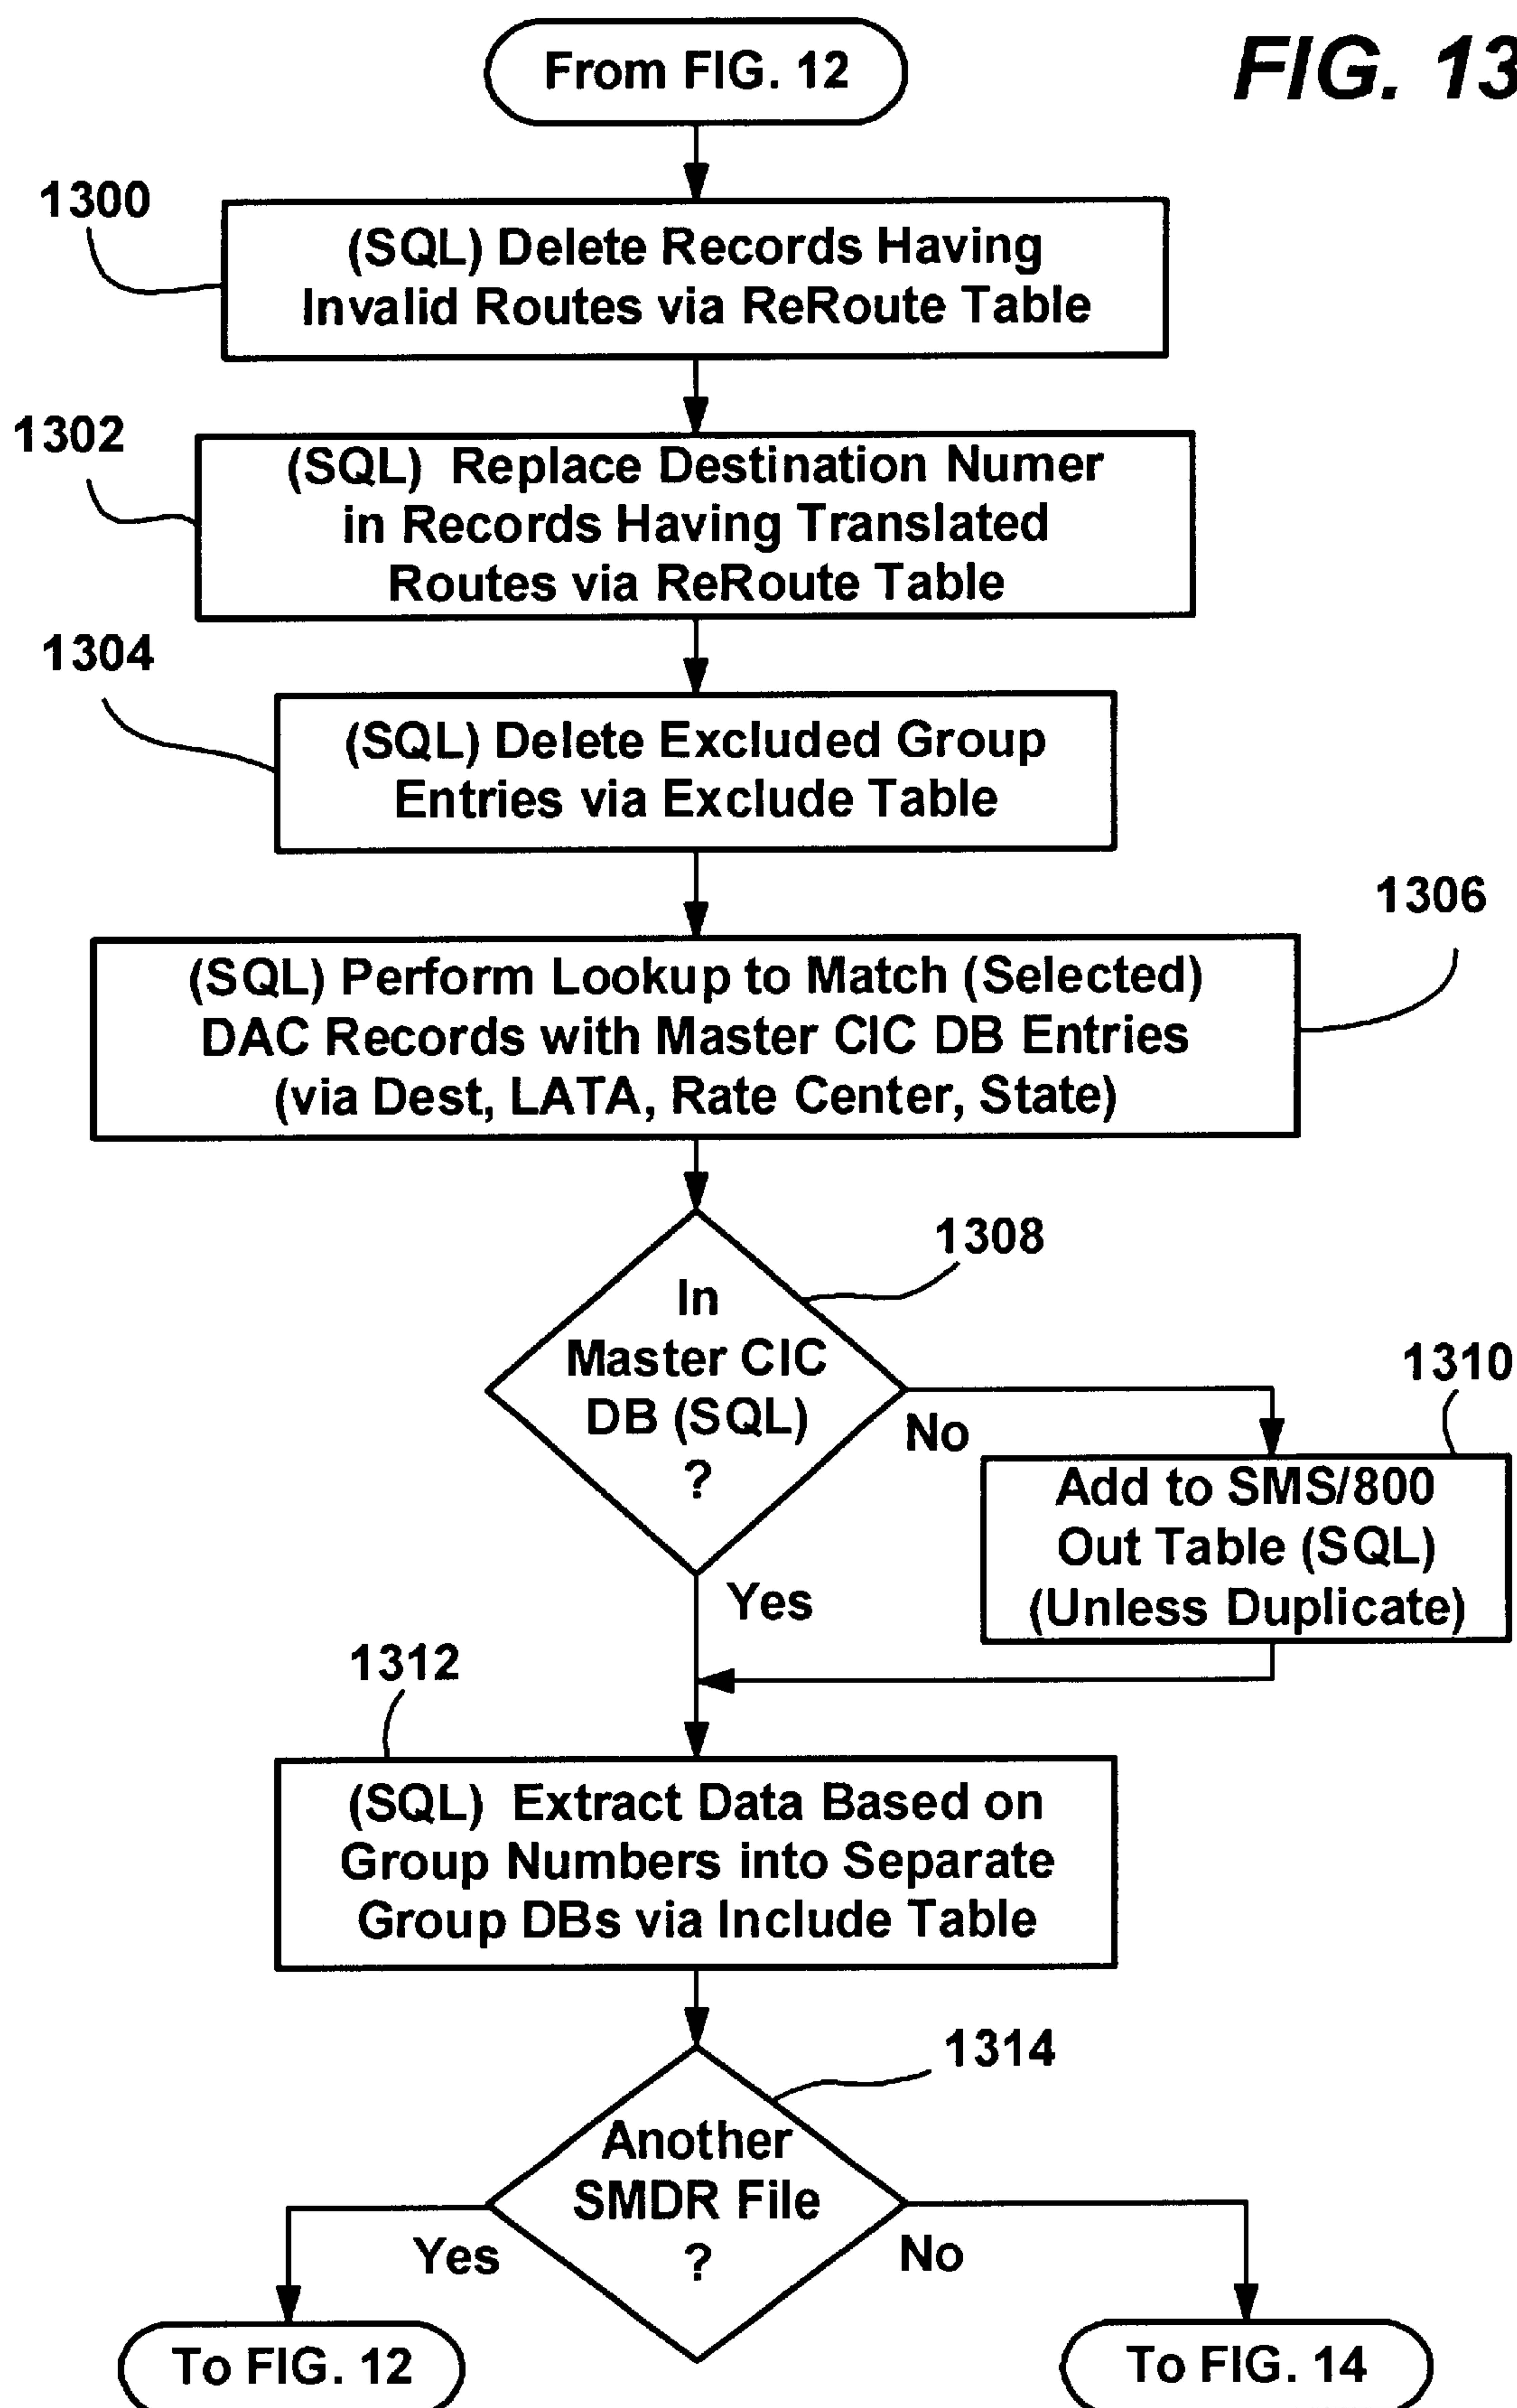 From FIG. 12
FIG. 13
1300
(SQL) Delete Records Having
Invalid Routes via ReRoute Table
1302
(SQL) Replace Destination Numer
in Records Having Translated
Routes via ReRoute Table
1304
(SQL) Delete Excluded Group
Entries via Exclude Table
1306
(SQL) Perform Lookup to Match (Selected)
DAC Records with Master CIC DB Entries
(via Dest, LATA, Rate Center, State)
1308
In
Master CIC
DB (SQL)
?
No
Yes
1310
Add to SMS/800
Out Table (SQL)
(Unless Duplicate)
1312
(SQL) Extract Data Based on
Group Numbers into Separate
Group DBs via Include Table
1314
Another
SMDR File
?
Yes
No
To FIG. 12
To FIG. 14